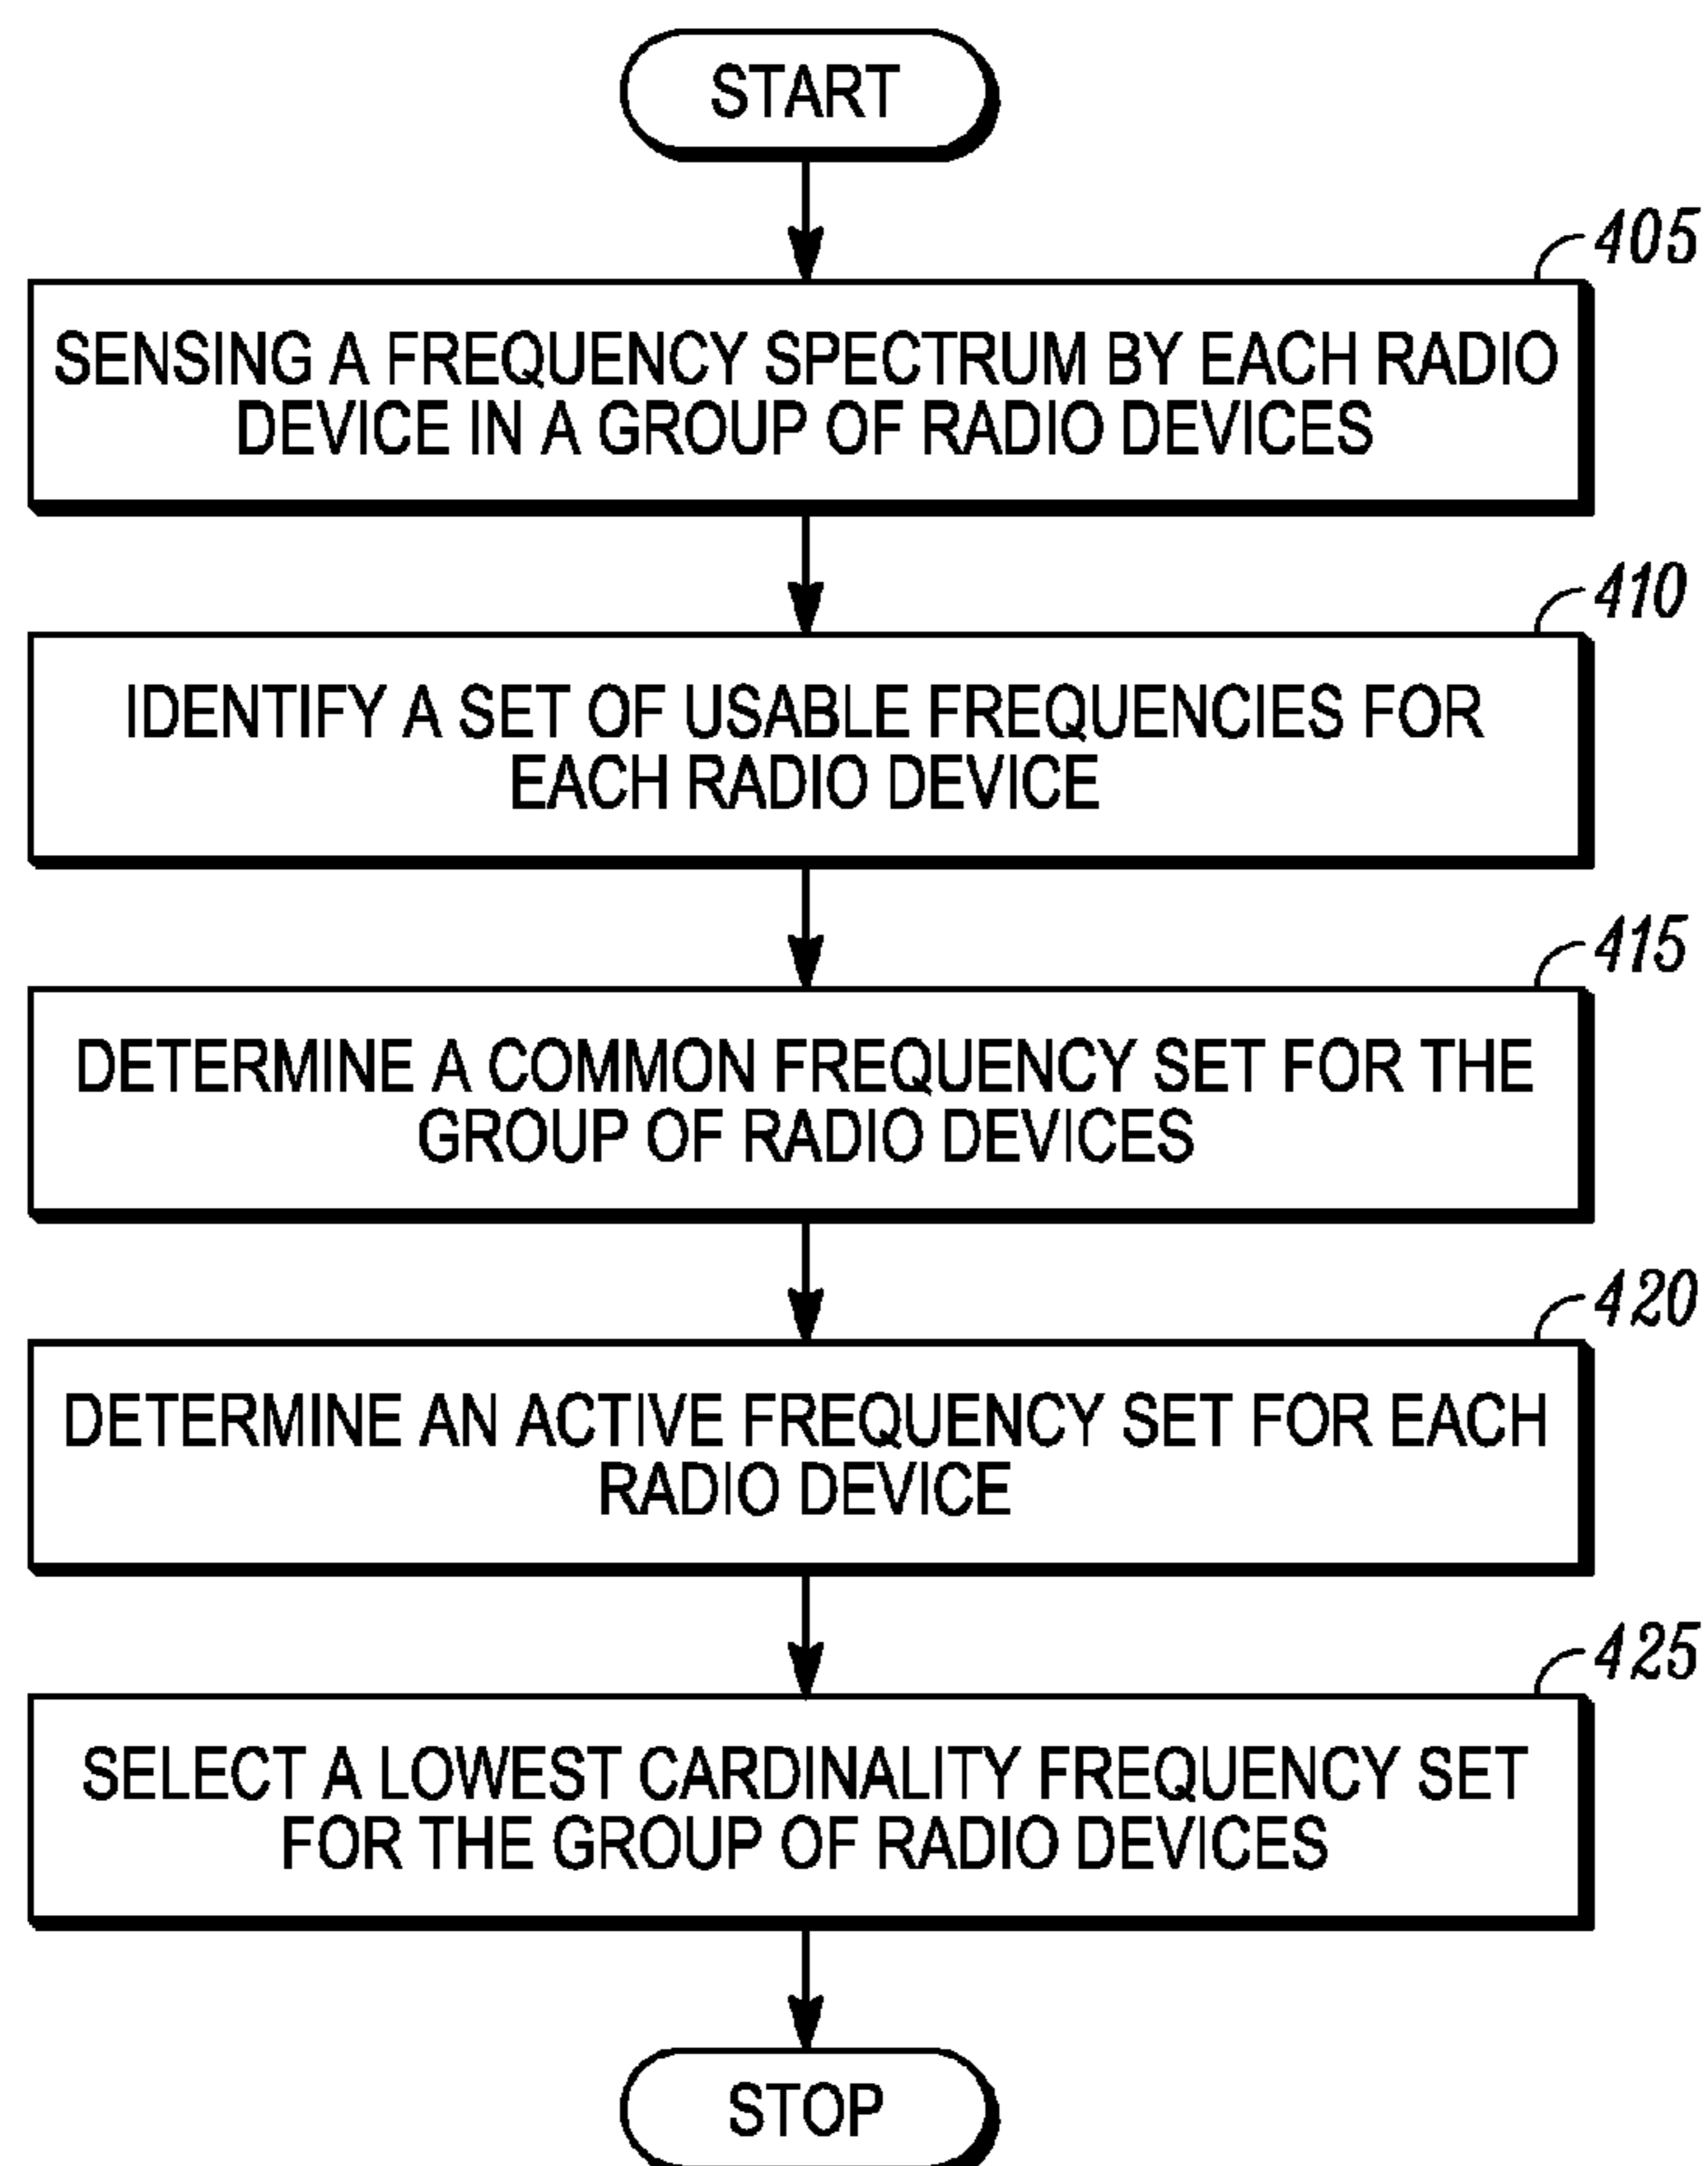 START
405
SENSING A FREQUENCY SPECTRUM BY EACH RADIO
DEVICE IN A GROUP OF RADIO DEVICES
410
IDENTIFY A SET OF USABLE FREQUENCIES FOR
EACH RADIO DEVICE
415
DETERMINE A COMMON FREQUENCY SET FOR THE
GROUP OF RADIO DEVICES
420
DETERMINE AN ACTIVE FREQUENCY SET FOR EACH
RADIO DEVICE
425
SELECT A LOWEST CARDINALITY FREQUENCY SET
FOR THE GROUP OF RADIO DEVICES
STOP